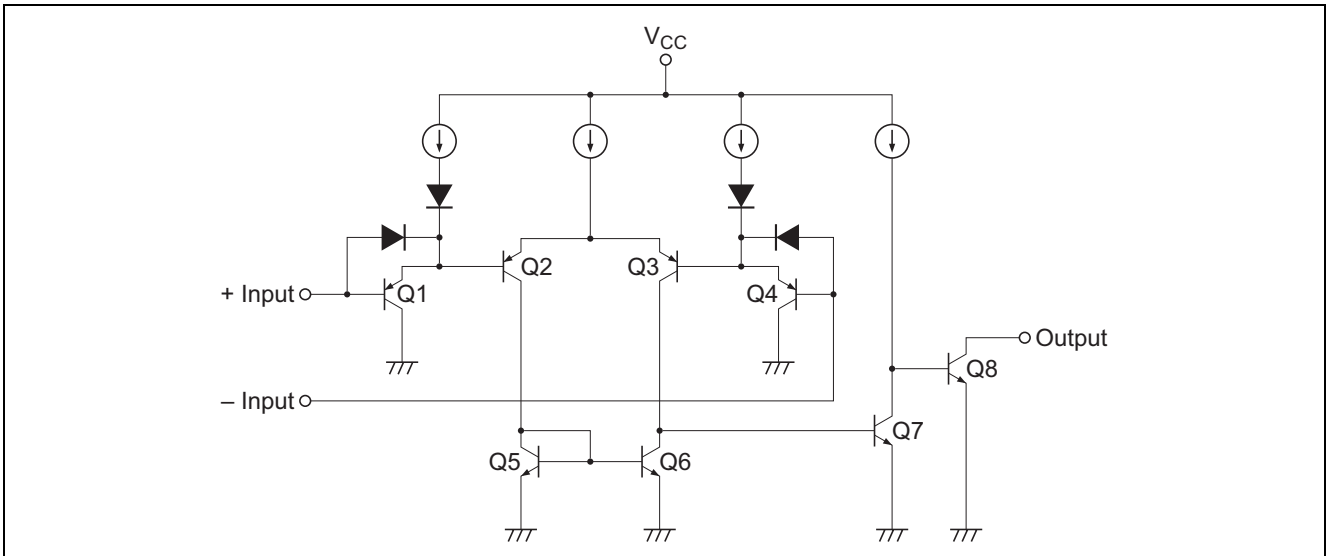 VCC
Q2
Q3
+ Input
Q1
Q4
Output
Q8
– Input
Q7
Q5
Q6